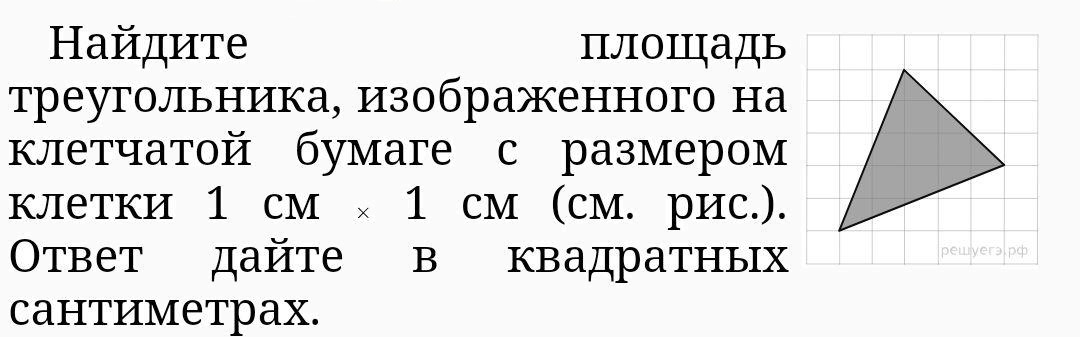 Найдите площадь
треугольника, изображенного на
клетчатой бумаге с размером
клетки 1 см × 1 см (см. рис.).
Ответ дайте в квадратных
сантиметрах.
решуегэ.рф